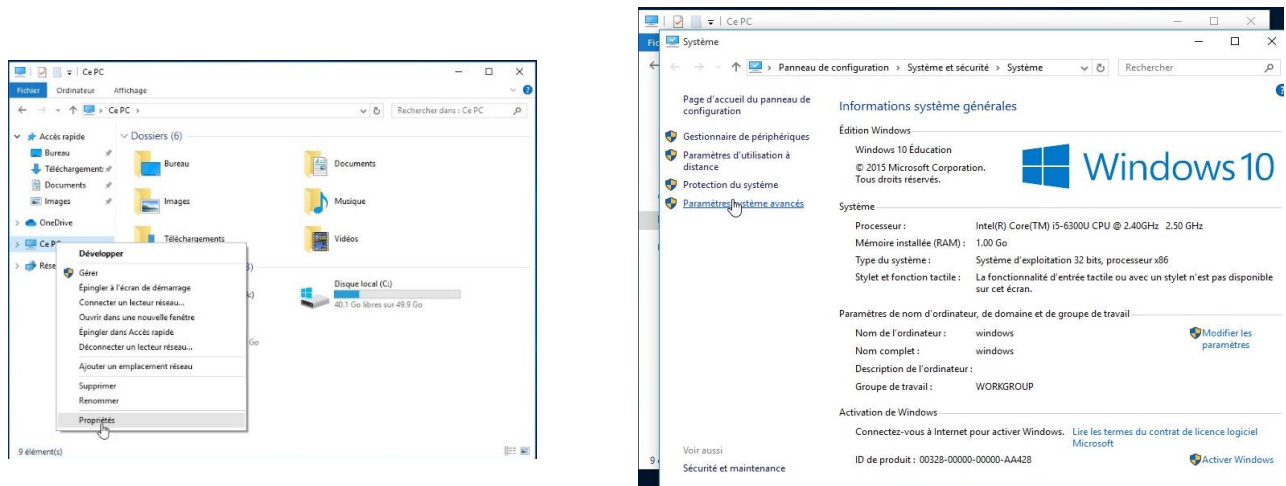 Ce PC
Fichier Ordinateur Affichage
Ce PC
Rechercher dans : Ce PC
Accès rapide
Bureau
Téléchargements
Documents
Images
OneDrive
Ce PC
Dossiers (6)
Bureau
Documents
Images
Musique
Téléchargements
Vidéos
Disque local (C:)
40.1 Go libres sur 49.9 Go
Go
Développer
Gérer
Épingler à l'écran de démarrage
Connecter un lecteur réseau...
Ouvrir dans une nouvelle fenêtre
Épingler dans Accès rapide
Déconnecter un lecteur réseau...
Ajouter un emplacement réseau
Supprimer
Renommer
Propriétés
9 élément(s)
Ce PC
Système
Panneau de configuration > Système et sécurité > Système
Rechercher
Page d'accueil du panneau de
configuration
Gestionnaire de périphériques
Paramètres d'utilisation à
distance
Protection du système
Paramètres système avancés
Voir aussi
Sécurité et maintenance
Informations système générales
Édition Windows
Windows 10 Éducation
© 2015 Microsoft Corporation.
Tous droits réservés.
Windows 10
Système
Processeur : Intel(R) Core(TM) i5-6300U CPU @ 2.40GHz 2.50 GHz
Mémoire installée (RAM) : 1.00 Go
Type du système : Système d'exploitation 32 bits, processeur x86
Stylet et fonction tactile : La fonctionnalité d'entrée tactile ou avec un stylet n'est pas disponible
sur cet écran.
Paramètres de nom d'ordinateur, de domaine et de groupe de travail
Nom de l'ordinateur : windows
Modifier les
paramètres
Nom complet : windows
Description de l'ordinateur :
Groupe de travail : WORKGROUP
Activation de Windows
Connectez-vous à Internet pour activer Windows. Lire les termes du contrat de licence logiciel
Microsoft
ID de produit : 00328-00000-00000-AA428
Activer Windows